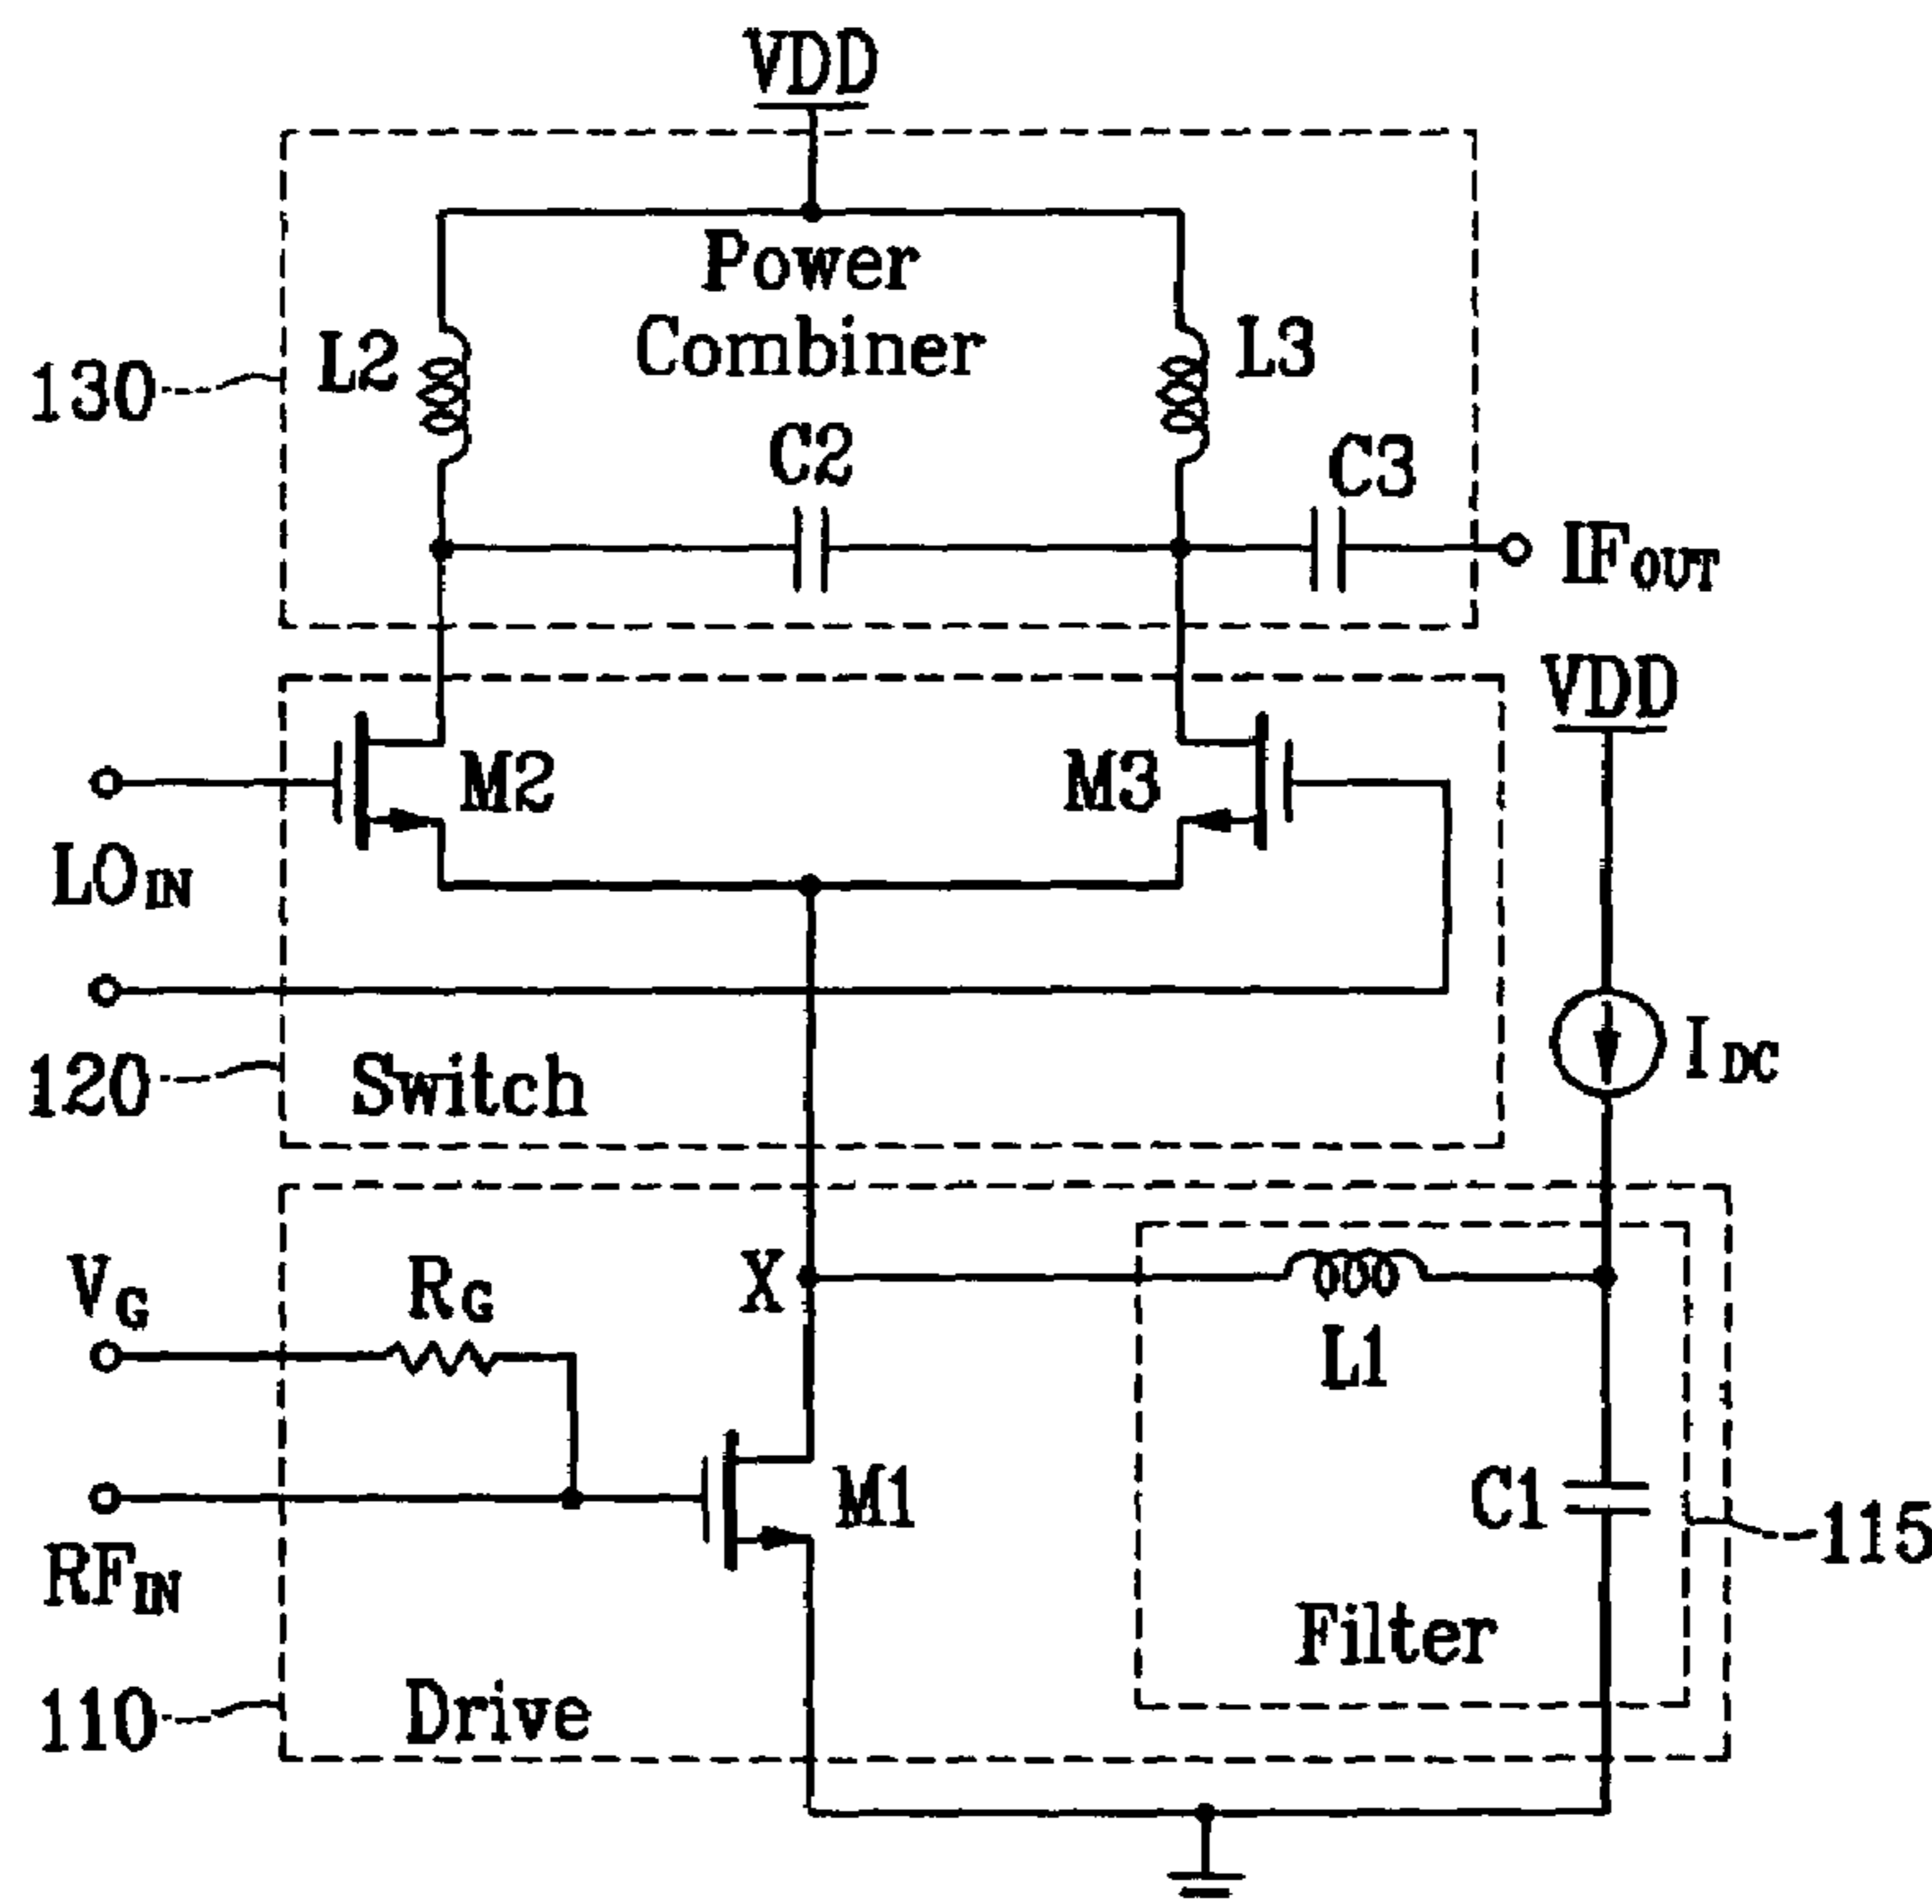 VDD
Power
Combiner
L2
L3
130
C2
C3
IFOUT
VDD
M2
M3
LOIN
IDC
120
Switch
VG
RG
X
L1
M1
C1
115
RFIN
Filter
110
Drive